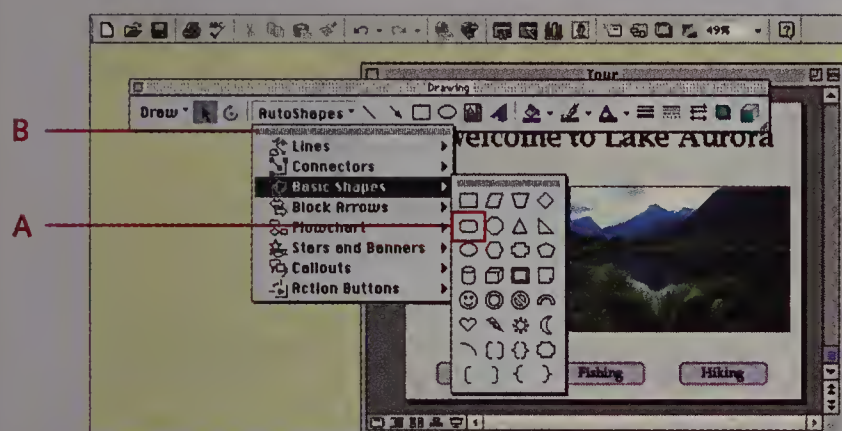 49%
Tour
Drawing
Draw
AutoShapes
B
Welcome to Lake Aurora
Lines
Connectors
Basic Shapes
Block Arrows
A
Flowchart
Stars and Banners
Callouts
Action Buttons
Fishing
Hiking